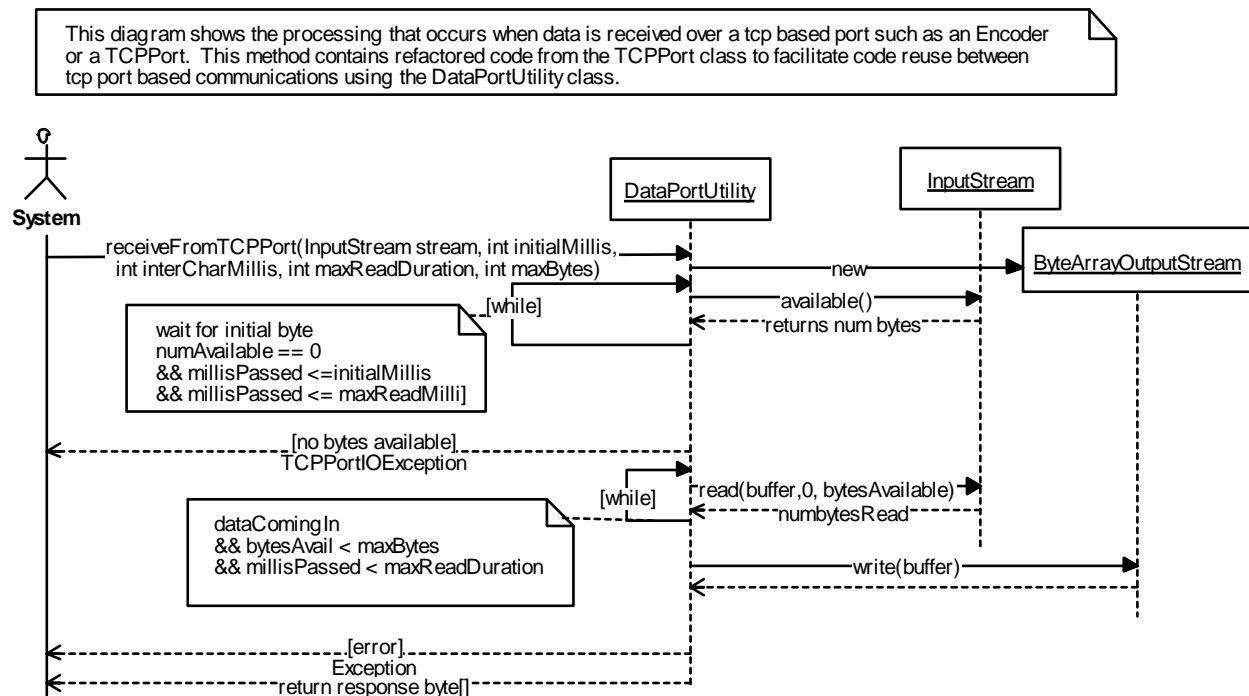 This diagram shows the processing that occurs when data is received over a tcp based port such as an Encoder
or a TCPPort.  This method contains refactored code from the TCPPort class to facilitate code reuse between
tcp port based communications using the DataPortUtility class.
System
DataPortUtility
InputStream
receiveFromTCPPort(InputStream stream, int initialMillis,
int interCharMillis, int maxReadDuration, int maxBytes)
new
ByteArrayOutputStream
[while]
available()
returns num bytes
wait for initial byte
numAvailable == 0
&& millisPassed <=initialMillis
&& millisPassed <= maxReadMilli]
[no bytes available]
TCPPortIOException
[while]
read(buffer,0, bytesAvailable)
numbytesRead
dataComingIn
&& bytesAvail < maxBytes
&& millisPassed < maxReadDuration
write(buffer)
[error]
Exception
return response byte[]